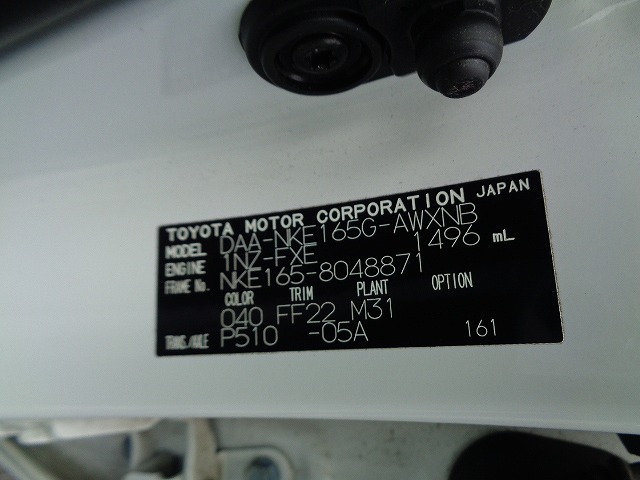 TOYOTA MOTOR CORPORATION JAPAN
MODEL DAA-NKE165G-AWXNB
ENGINE 1NZ-FXE 1496 mL
FRAME No. NKE165-8048871
COLOR TRIM PLANT OPTION
040 FF22 M31
TRANS/AXLE P510 -05A 161